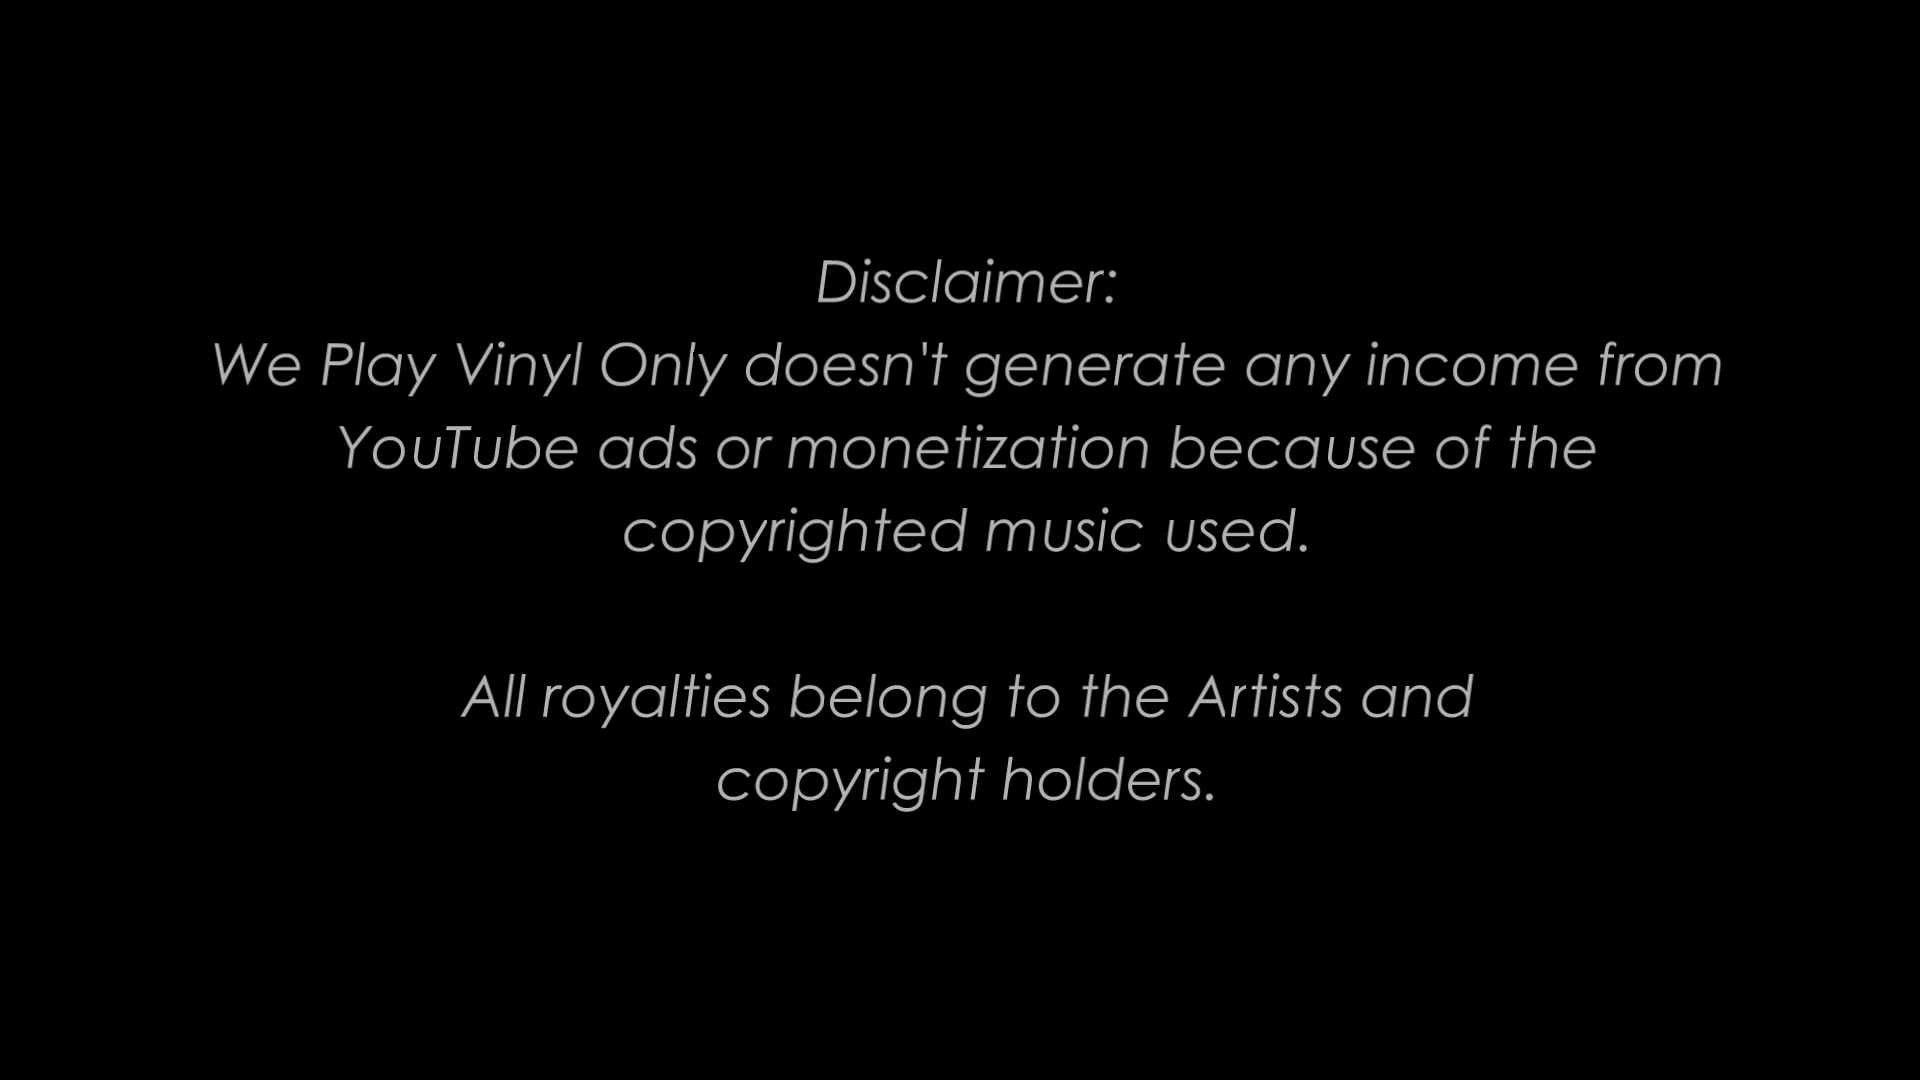 Disclaimer:
We Play Vinyl Only doesn't generate any income from
YouTube ads or monetization because of the
copyrighted music used.
All royalties belong to the Artists and
copyright holders.